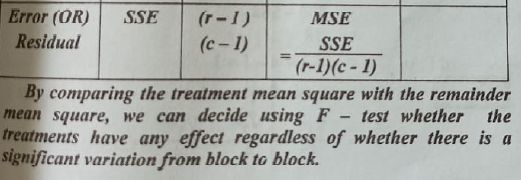 Error (OR) SSE (r - 1) MSE
Residual (c - 1) = SSE
(r-1)(c - 1)
By comparing the treatment mean square with the remainder
mean square, we can decide using F - test whether the
treatments have any effect regardless of whether there is a
significant variation from block to block.